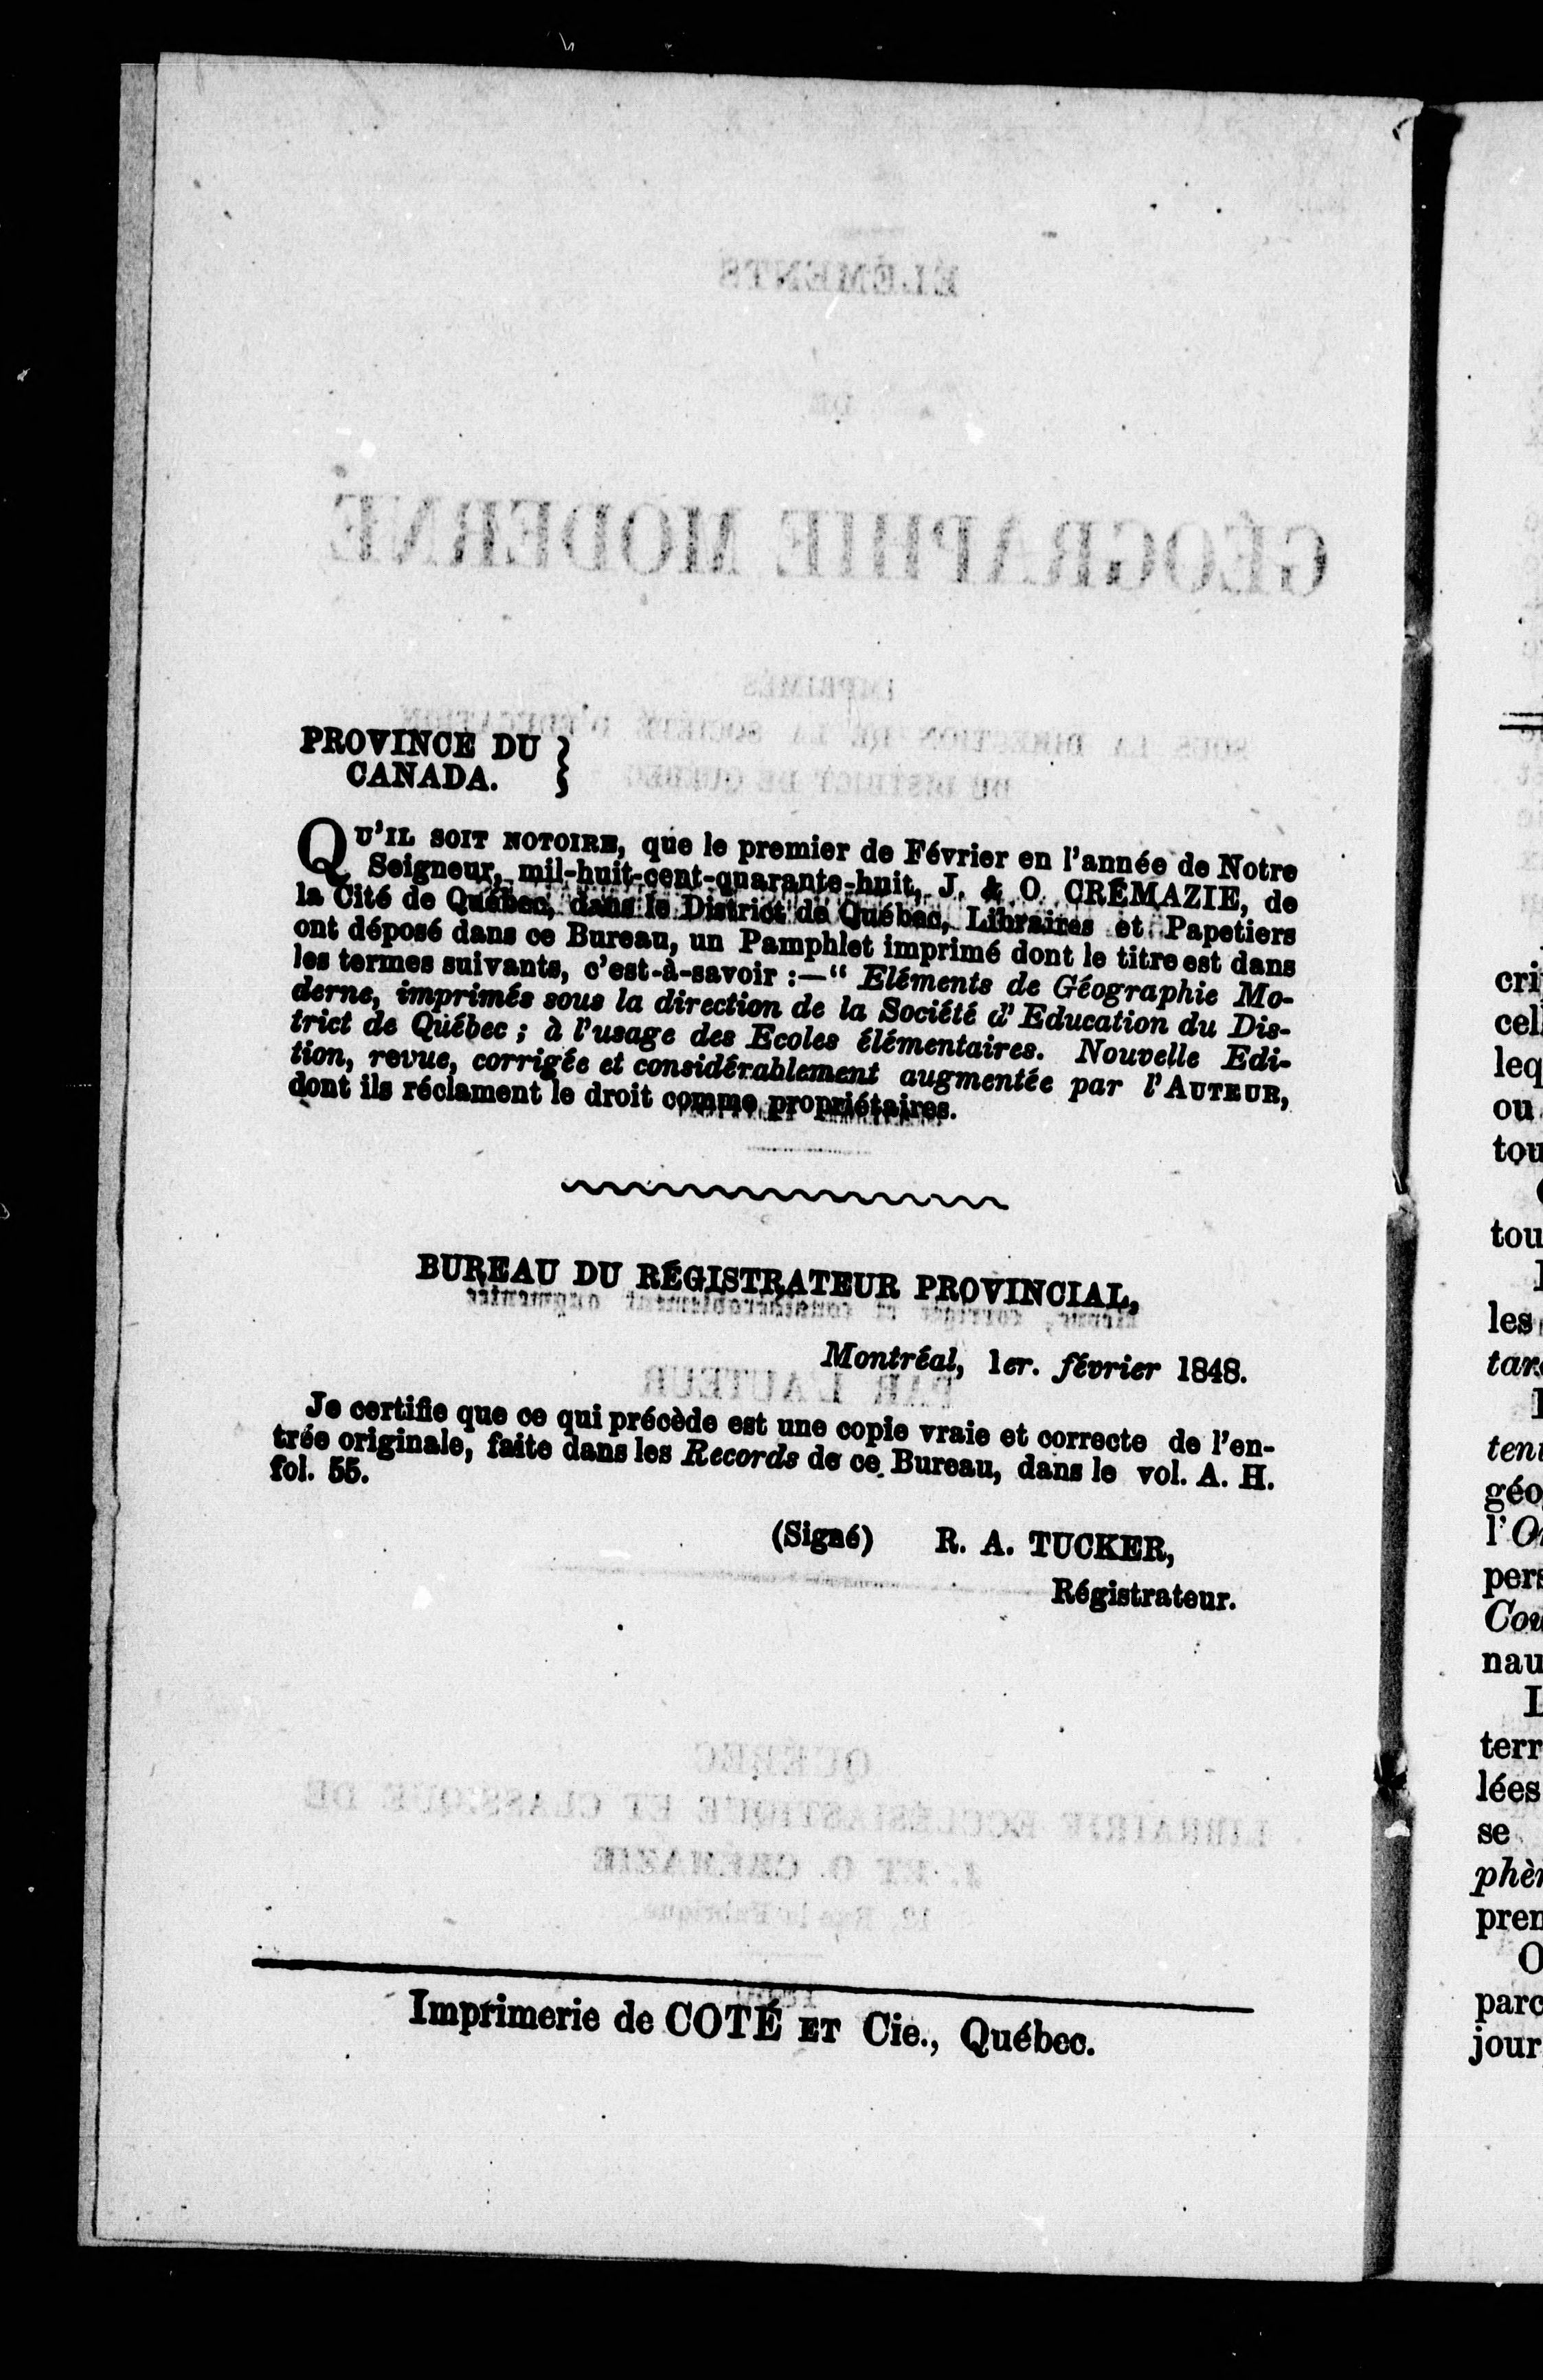 PROVINCE DU
CANADA.
QU'IL SOIT NOTOIRE, que le premier de Février en l'année de Notre
Seigneur, mil-huit-cent-quarante-huit, J. & O. CRÉMAZIE, de
la Cité de Québec, dans le District de Québec, Libraires et Papetiers
ont déposé dans ce Bureau, un Pamphlet imprimé dont le titre est dans
les termes suivants, c'est-à-savoir :—" Eléments de Géographie Mo-
derne, imprimés sous la direction de la Société d'Education du Dis-
trict de Québec ; à l'usage des Ecoles élémentaires. Nouvelle Edi-
tion, revue, corrigée et considérablement augmentée par l'AUTEUR,
dont ils réclament le droit comme propriétaires.
BUREAU DU RÉGISTRATEUR PROVINCIAL,
Montréal, 1er. février 1848.
Je certifie que ce qui précède est une copie vraie et correcte de l'en-
trée originale, faite dans les Records de ce Bureau, dans le vol. A. H.
fol. 55.
(Signé) R. A. TUCKER,
Régistrateur.
Imprimerie de COTÉ ET Cie., Québec.